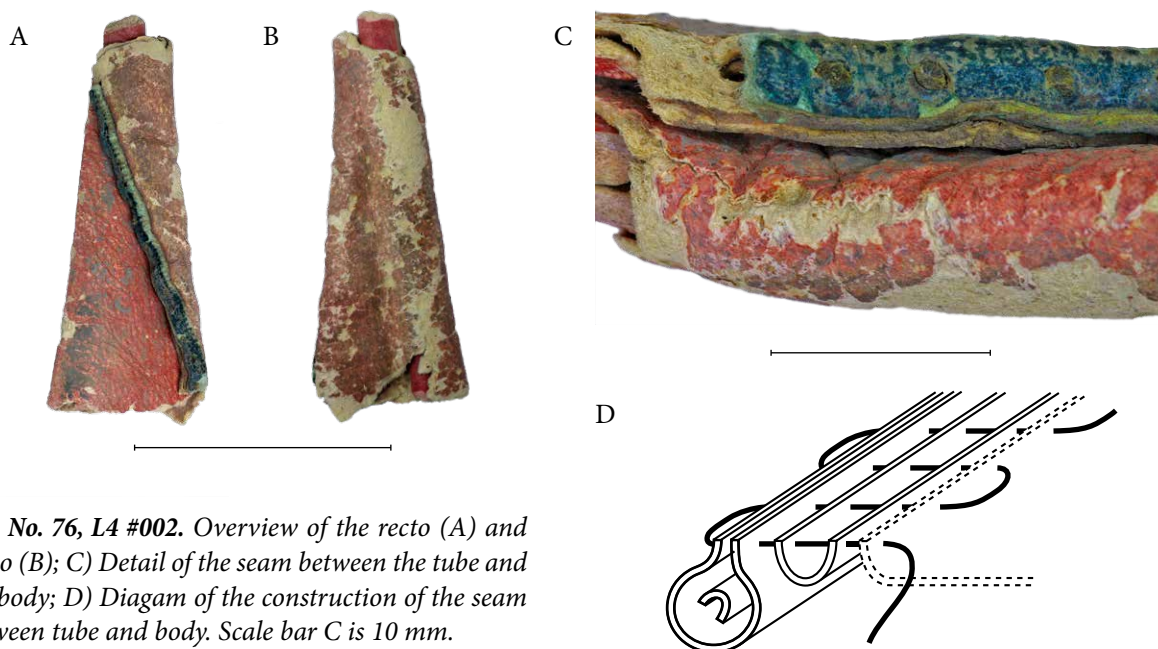 A
B
C
D
No. 76, L4 #002. Overview of the recto (A) and
(B); C) Detail of the seam between the tube and
body; D) Diagam of the construction of the seam
tube and body. Scale bar C is 10 mm.